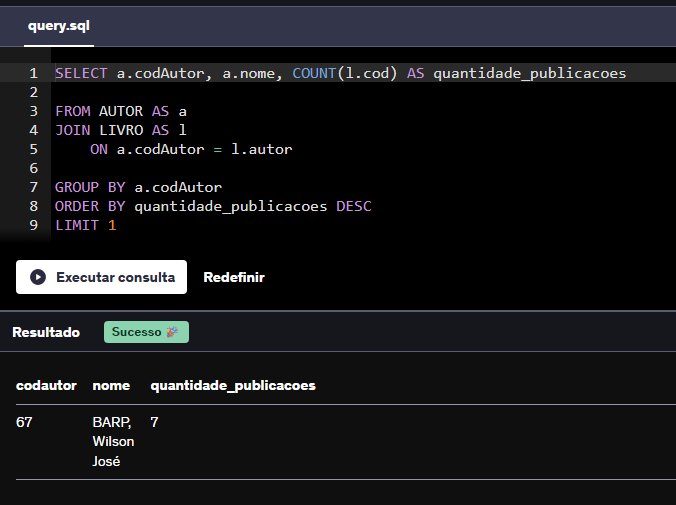 query.sql
1 SELECT a.codAutor, a.nome, COUNT(l.cod) AS quantidade_publicacoes
2
3 FROM AUTOR AS a
4 JOIN LIVRO AS l
5     ON a.codAutor = l.autor
6
7 GROUP BY a.codAutor
8 ORDER BY quantidade_publicacoes DESC
9 LIMIT 1
Executar consulta Redefinir
Resultado Sucesso 🎉
codautor nome quantidade_publicacoes
67 BARP, 7
Wilson
José